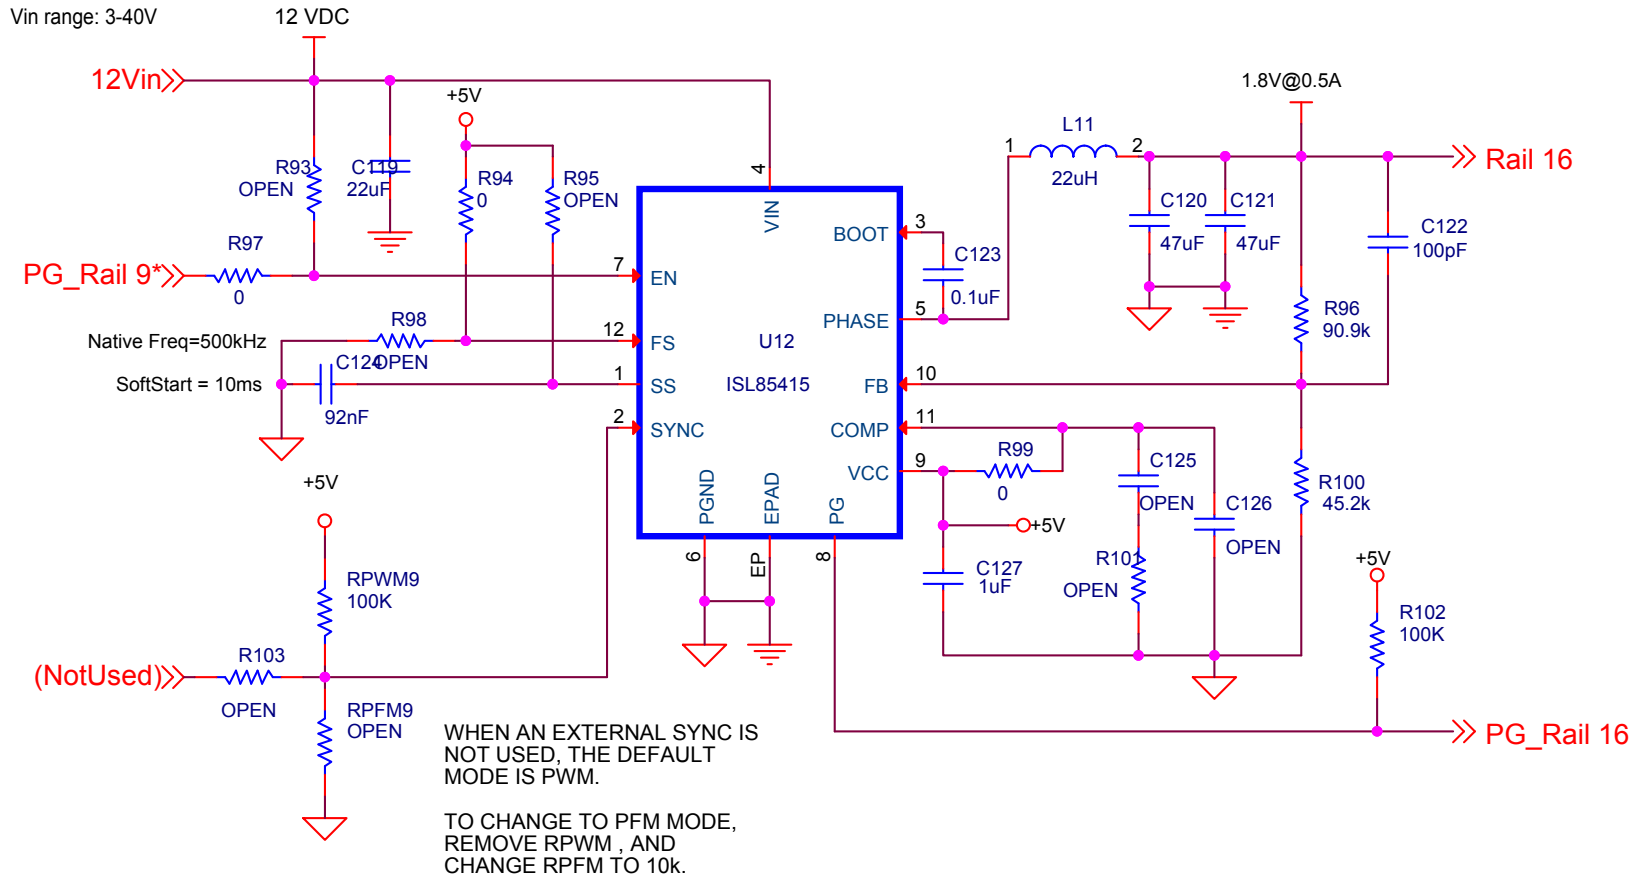 Vin range: 3-40V
12 VDC
12Vin
+5V
1.8V@0.5A
R93
OPEN
C119
22uF
R94
0
R95
OPEN
4
VIN
1
L11
2
22uH
Rail 16
C120
47uF
C121
47uF
C122
100pF
R97
0
PG_Rail 9*
7
EN
3
BOOT
C123
0.1uF
5
PHASE
R96
90.9k
Native Freq=500kHz
R98
OPEN
12
FS
U12
SoftStart = 10ms
C124
92nF
1
SS
ISL85415
10
FB
2
SYNC
11
COMP
9
VCC
R99
0
C125
OPEN
C126
OPEN
R100
45.2k
PGND
EPAD
PG
6
EP
8
+5V
C127
1uF
R101
OPEN
+5V
RPWM9
100K
+5V
R102
100K
(NotUsed)
R103
OPEN
RPFM9
OPEN
PG_Rail 16
WHEN AN EXTERNAL SYNC IS
NOT USED, THE DEFAULT
MODE IS PWM.
TO CHANGE TO PFM MODE,
REMOVE RPWM , AND
CHANGE RPFM TO 10k.